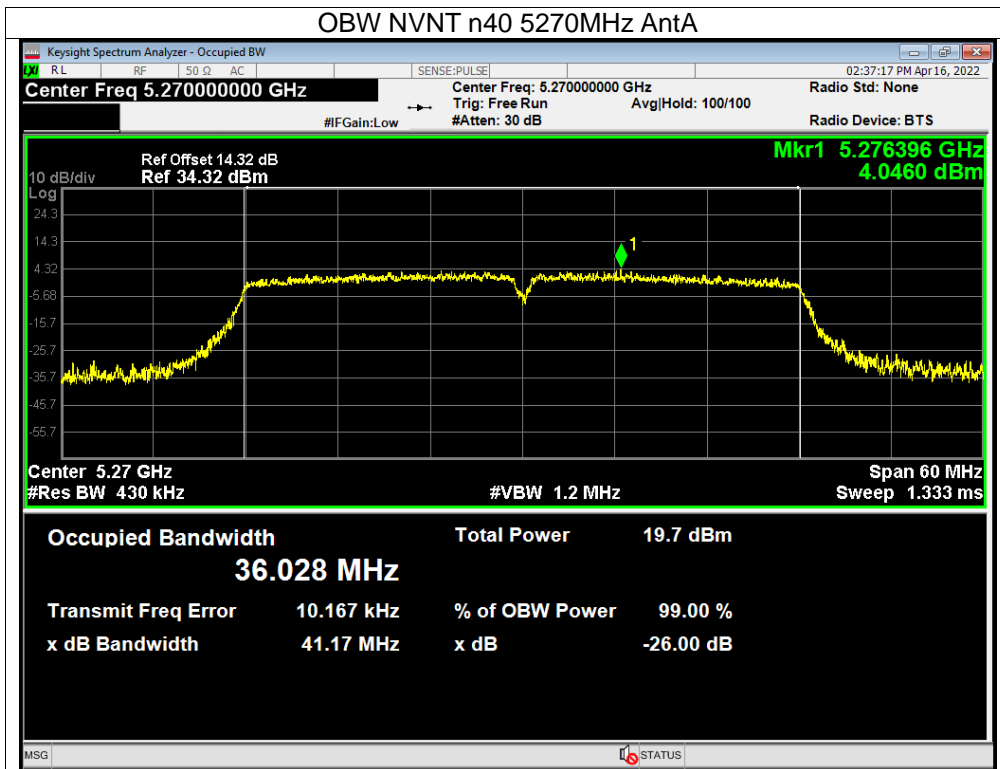 OBW NVNT n40 5270MHz AntA
Keysight Spectrum Analyzer - Occupied BW
LXI RL RF 50 Ω AC SENSE:PULSE 02:37:17 PM Apr 16, 2022
Center Freq 5.270000000 GHz Center Freq: 5.270000000 GHz Radio Std: None
Trig: Free Run Avg|Hold: 100/100
#IFGain:Low #Atten: 30 dB Radio Device: BTS
Mkr1 5.276396 GHz
4.0460 dBm
Ref Offset 14.32 dB
10 dB/div Ref 34.32 dBm
Log
24.3
14.3
4.32
-5.68
-15.7
-25.7
-35.7
-45.7
-55.7
1
Center 5.27 GHz Span 60 MHz
#Res BW 430 kHz #VBW 1.2 MHz Sweep 1.333 ms
Occupied Bandwidth Total Power 19.7 dBm
36.028 MHz
Transmit Freq Error 10.167 kHz % of OBW Power 99.00 %
x dB Bandwidth 41.17 MHz x dB -26.00 dB
MSG STATUS